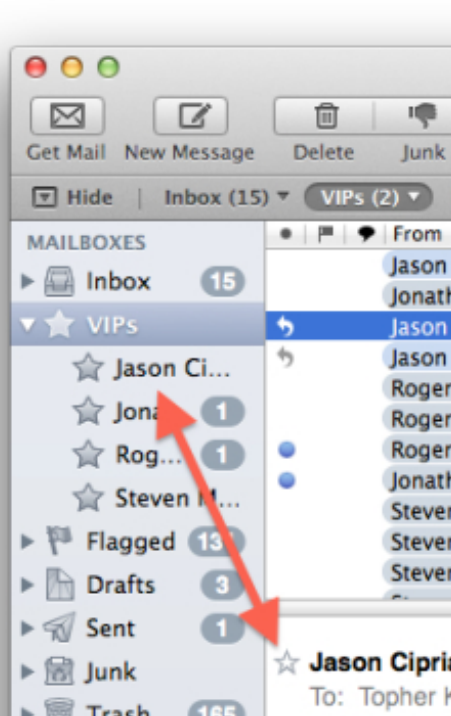 Get Mail New Message Delete Junk
Hide Inbox (15) VIPs (2)
MAILBOXES
From
Inbox 15
VIPs
Jason Ci...
Jona 1
Rog... 1
Steven M...
Flagged
Drafts 3
Sent 1
Junk
Trash 165
Jason
Jonath
Jason
Jason
Roger
Roger
Roger
Jonath
Steven
Steven
Steven
Jason Cipria
To: Topher K